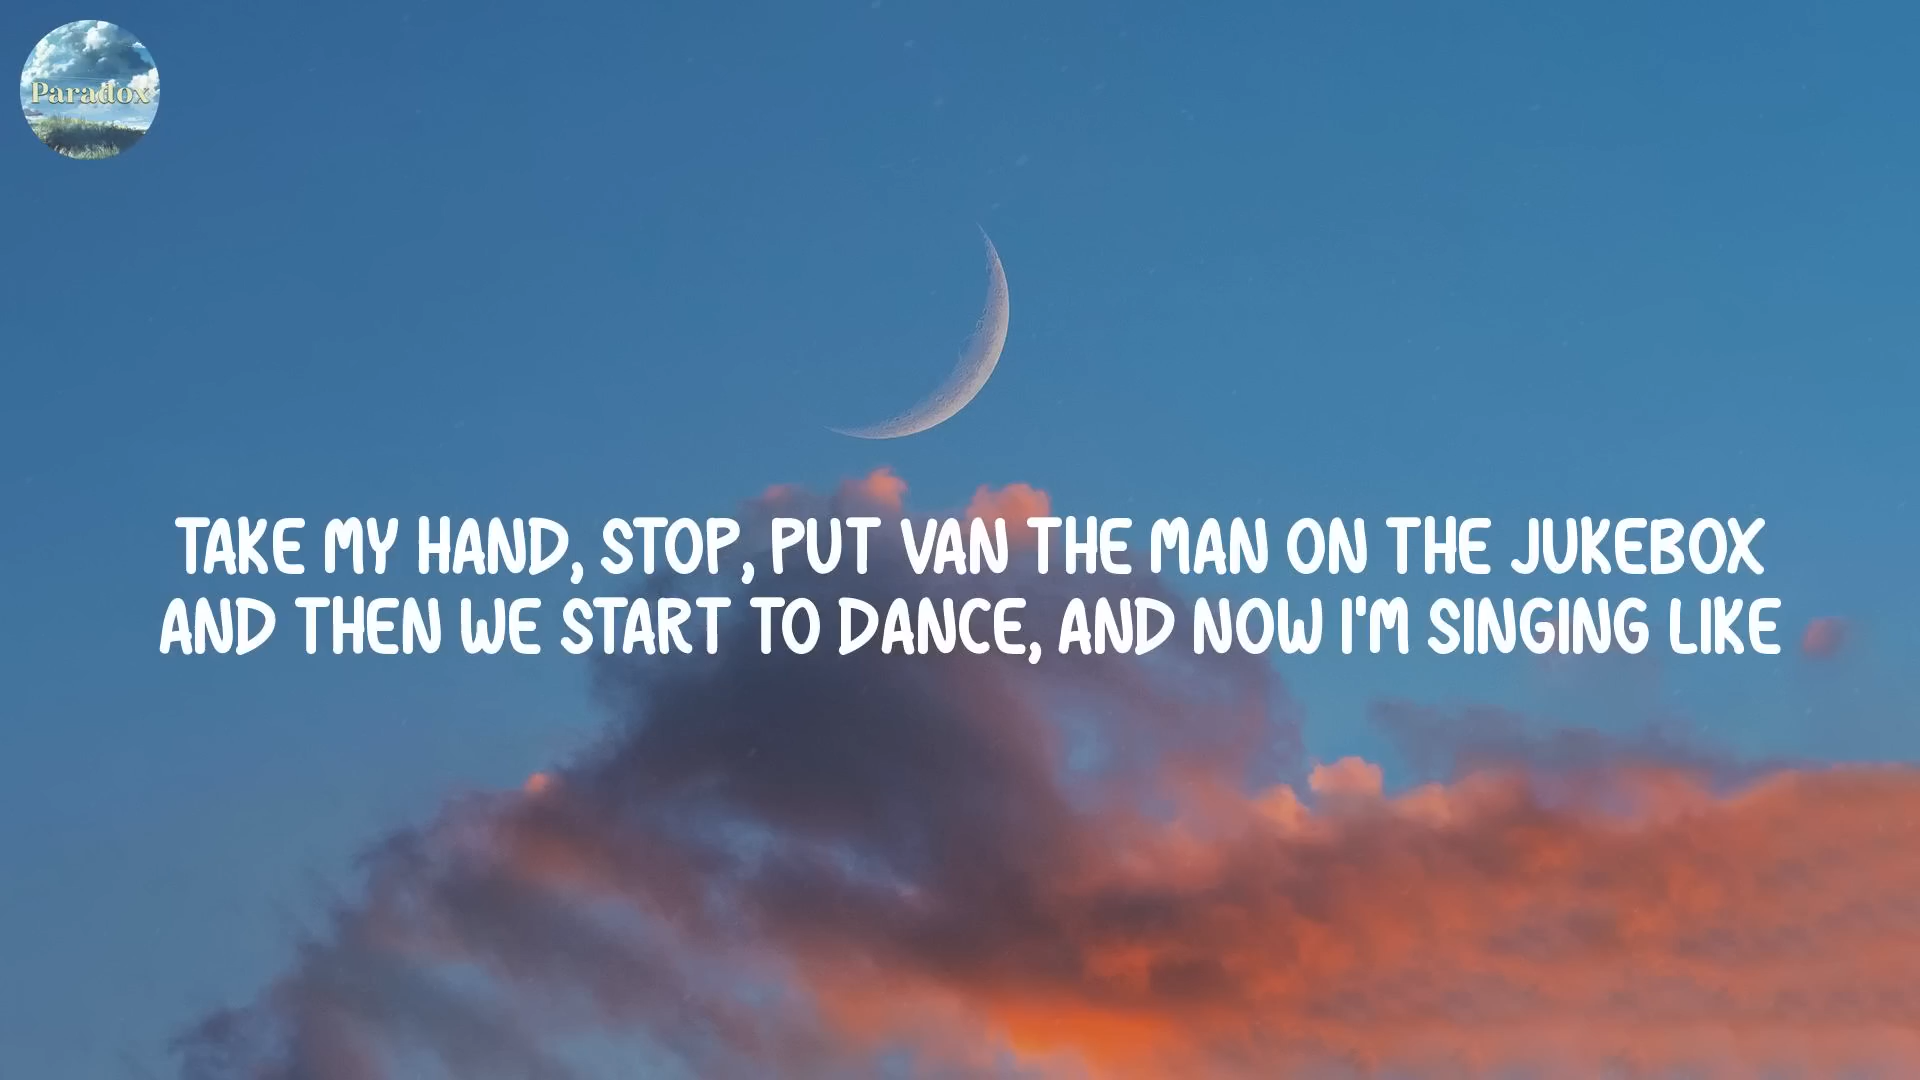 Paradox
TAKE MY HAND, STOP, PUT VAN THE MAN ON THE JUKEBOX
AND THEN WE START TO DANCE, AND NOW I'M SINGING LIKE